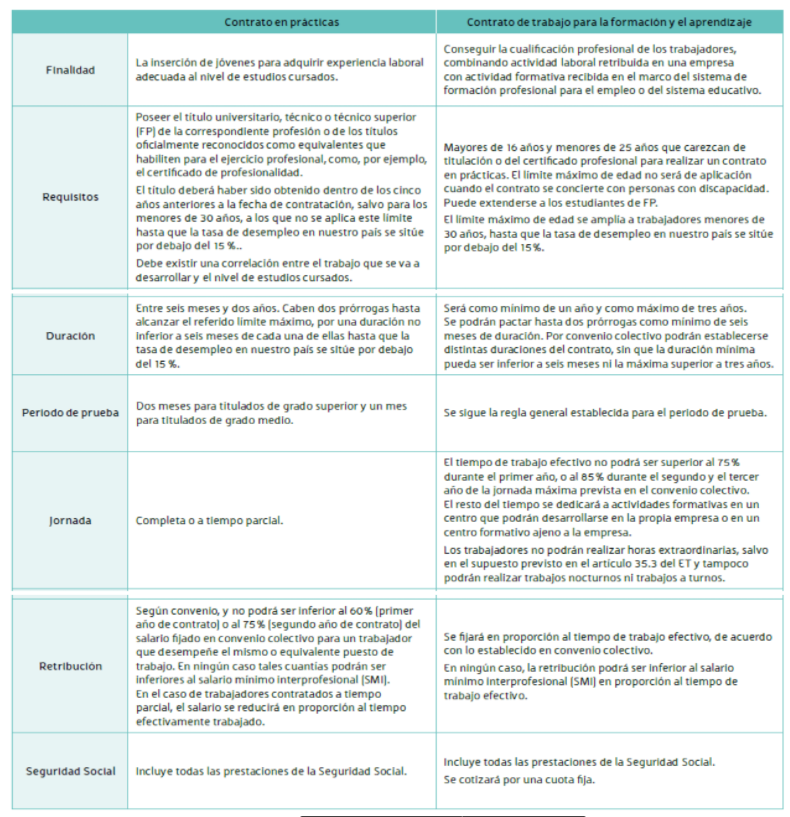 Contrato en prácticas
Contrato de trabajo para la formación y el aprendizaje
Finalidad
La inserción de jóvenes para adquirir experiencia laboral
adecuada al nivel de estudios cursados.
Conseguir la cualificación profesional de los trabajadores,
combinando actividad laboral retribuida en una empresa
con actividad formativa recibida en el marco del sistema de
formación profesional para el empleo o del sistema educativo.
Requisitos
Poseer el título universitario, técnico o técnico superior
(FP) de la correspondiente profesión o de los títulos
oficialmente reconocidos como equivalentes que
habiliten para el ejercicio profesional, como, por ejemplo,
el certificado de profesionalidad.
El título deberá haber sido obtenido dentro de los cinco
años anteriores a la fecha de contratación, salvo para los
menores de 30 años, a los que no se aplica este límite
hasta que la tasa de desempleo en nuestro país se sitúe
por debajo del 15 %..
Debe existir una correlación entre el trabajo que se va a
desarrollar y el nivel de estudios cursados.
Mayores de 16 años y menores de 25 años que carezcan de
titulación o del certificado profesional para realizar un contrato
en prácticas. El límite máximo de edad no será de aplicación
cuando el contrato se concierte con personas con discapacidad.
Puede extenderse a los estudiantes de FP.
El límite máximo de edad se amplía a trabajadores menores de
30 años, hasta que la tasa de desempleo en nuestro país se sitúe
por debajo del 15 %.
Duración
Entre seis meses y dos años. Caben dos prórrogas hasta
alcanzar el referido límite máximo, por una duración no
inferior a seis meses de cada una de ellas hasta que la
tasa de desempleo en nuestro país se sitúe por debajo
del 15 %.
Será como mínimo de un año y como máximo de tres años.
Se podrán pactar hasta dos prórrogas como mínimo de seis
meses de duración. Por convenio colectivo podrán establecerse
distintas duraciones del contrato, sin que la duración mínima
pueda ser inferior a seis meses ni la máxima superior a tres años.
Periodo de prueba
Dos meses para titulados de grado superior y un mes
para titulados de grado medio.
Se sigue la regla general establecida para el periodo de prueba.
Jornada
Completa o a tiempo parcial.
El tiempo de trabajo efectivo no podrá ser superior al 75 %
durante el primer año, o al 85 % durante el segundo y el tercer
año de la jornada máxima prevista en el convenio colectivo.
El resto del tiempo se dedicará a actividades formativas en un
centro que podrán desarrollarse en la propia empresa o en un
centro formativo ajeno a la empresa.
Los trabajadores no podrán realizar horas extraordinarias, salvo
en el supuesto previsto en el artículo 35.3 del ET y tampoco
podrán realizar trabajos nocturnos ni trabajos a turnos.
Retribución
Según convenio, y no podrá ser inferior al 60 % (primer
año de contrato) o al 75 % (segundo año de contrato) del
salario fijado en convenio colectivo para un trabajador
que desempeñe el mismo o equivalente puesto de
trabajo. En ningún caso tales cuantías podrán ser
inferiores al salario mínimo interprofesional (SMI).
En el caso de trabajadores contratados a tiempo
parcial, el salario se reducirá en proporción al tiempo
efectivamente trabajado.
Se fijará en proporción al tiempo de trabajo efectivo, de acuerdo
con lo establecido en convenio colectivo.
En ningún caso, la retribución podrá ser inferior al salario
mínimo interprofesional (SMI) en proporción al tiempo de
trabajo efectivo.
Seguridad Social
Incluye todas las prestaciones de la Seguridad Social.
Incluye todas las prestaciones de la Seguridad Social.
Se cotizará por una cuota fija.